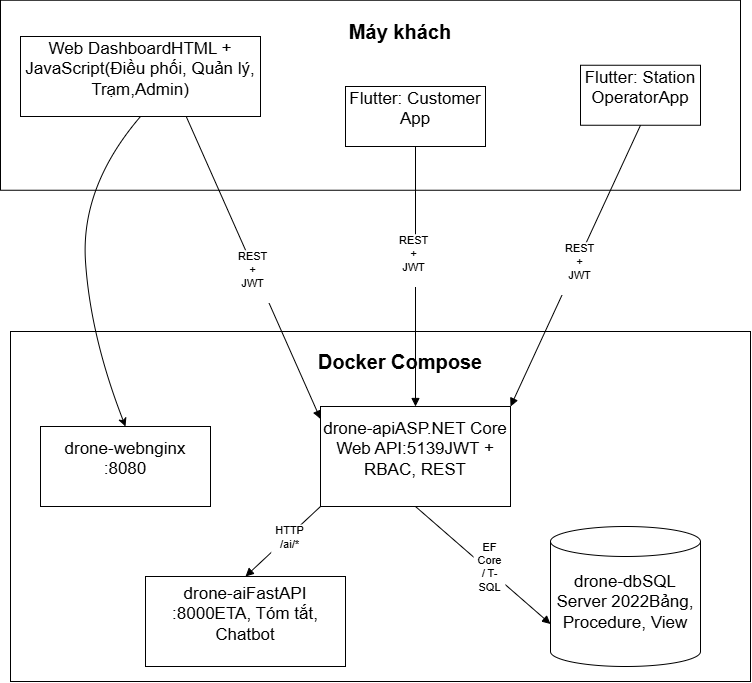 Máy khách
Web DashboardHTML +
JavaScript(Điều phối, Quản lý,
Trạm,Admin)
Flutter: Customer
App
Flutter: Station
OperatorApp
REST
+
JWT
REST
+
JWT
REST
+
JWT
Docker Compose
drone-webnginx
:8080
drone-apiASP.NET Core
Web API:5139JWT +
RBAC, REST
HTTP
/ai/*
EF
Core
/ T-
SQL
drone-aiFastAPI
:8000ETA, Tóm tắt,
Chatbot
drone-dbSQL
Server 2022Bảng,
Procedure, View